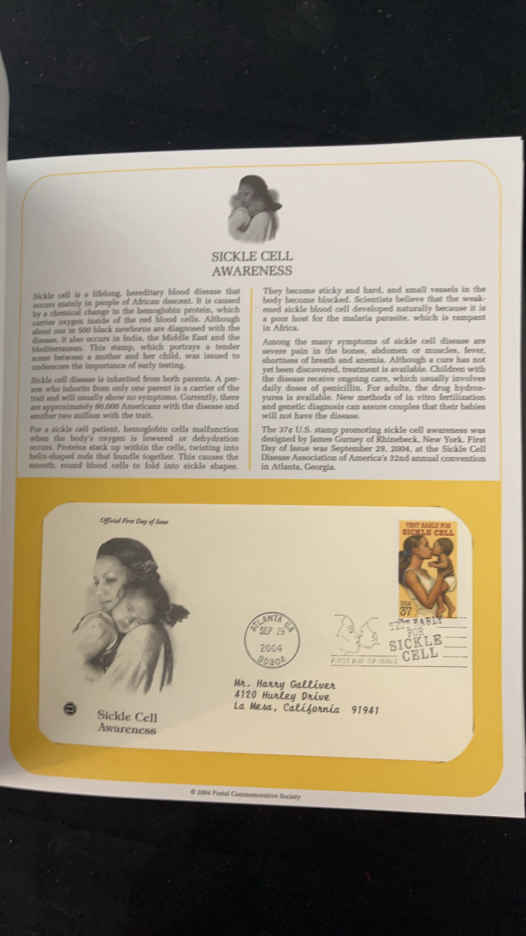 SICKLE CELL
AWARENESS
Sickle cell is a lifelong, hereditary blood disease that
occurs mainly in people of African descent. It is caused
by a chemical change in the hemoglobin protein, which
carries oxygen inside of the red blood cells. Although
about one in 500 black newborns are diagnosed with the
disease, it also occurs in India, the Middle East and the
Mediterranean. This stamp, which portrays a tender
scene between a mother and her child, was issued to
underscore the importance of early testing.
Sickle cell disease is inherited from both parents. A per-
son who inherits from only one parent is a carrier of the
trait and will usually show no symptoms. Currently, there
are approximately 80,000 Americans with the disease and
another two million with the trait.
For a sickle cell patient, hemoglobin cells malfunction
when the body's oxygen is lowered or dehydration
occurs. Proteins stack up within the cells, twisting into
helix-shaped rods that bundle together. This causes the
smooth, round blood cells to fold into sickle shapes.
They become sticky and hard, and small vessels in the
body become blocked. Scientists believe that the weak-
ened sickle blood cell developed naturally because it is
a poor host for the malaria parasite, which is rampant
in Africa.
Among the many symptoms of sickle cell disease are
severe pain in the bones, abdomen or muscles, fever,
shortness of breath and anemia. Although a cure has not
yet been discovered, treatment is available. Children with
the disease receive ongoing care, which usually involves
daily doses of penicillin. For adults, the drug hydrox-
yurea is available. New methods of in vitro fertilization
and genetic diagnosis can assure couples that their babies
will not have the disease.
The 37¢ U.S. stamp promoting sickle cell awareness was
designed by James Gurney of Rhinebeck, New York. First
Day of Issue was September 29, 2004, at the Sickle Cell
Disease Association of America's 32nd annual convention
in Atlanta, Georgia.
Official First Day of Issue
TEST EARLY FOR
SICKLE CELL
USA
37
ATLANTA GA
SEP 29
2004
30304
TEST EARLY
FOR
SICKLE
CELL
FIRST DAY OF ISSUE
Mr. Harry Galliver
4120 Hurley Drive
La Mesa, California 91941
Sickle Cell
Awareness
© 2004 Postal Commemorative Society